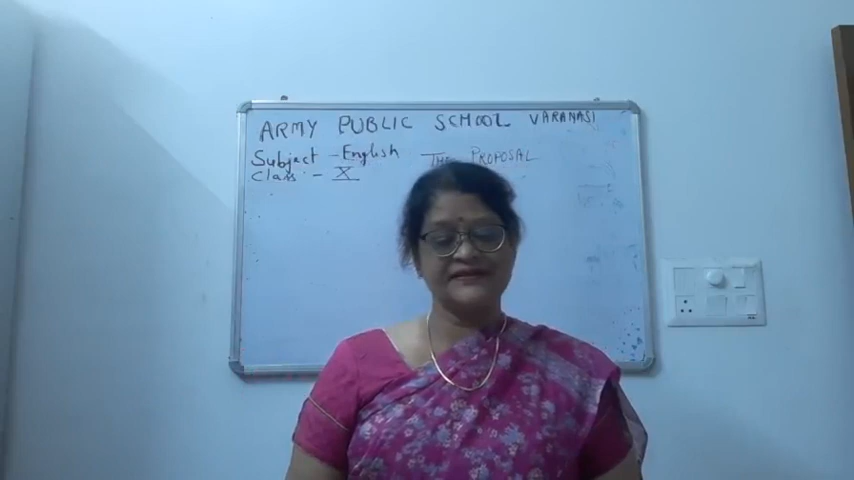 ARMY PUBLIC SCHOOL VARANASI
Subject - English THE PROPOSAL
Class - X